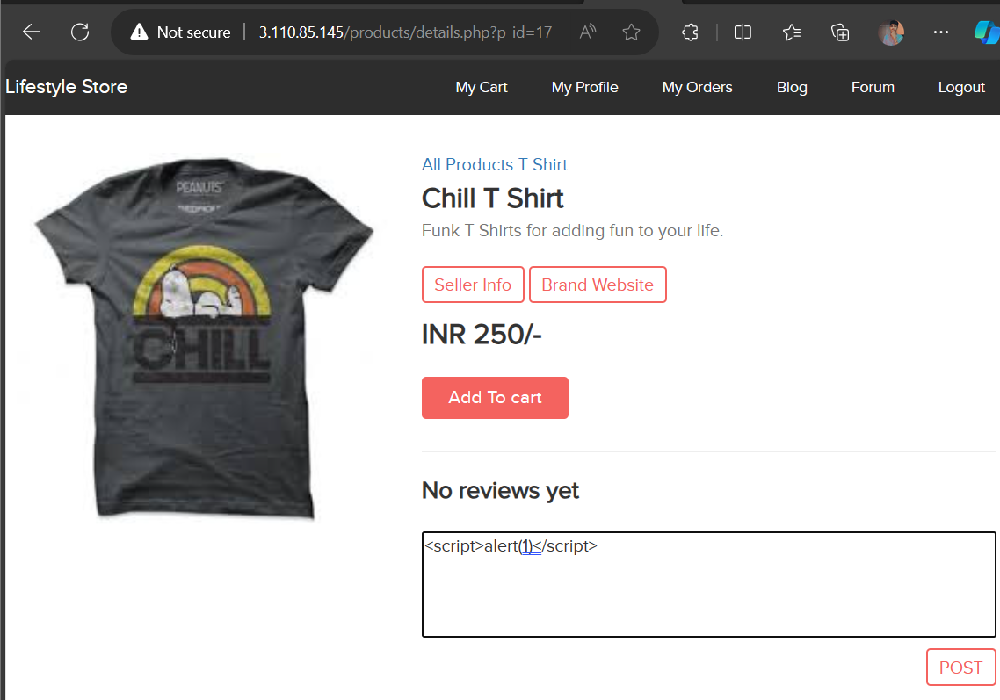 Not secure 3.110.85.145/products/details.php?p_id=17
Lifestyle Store My Cart My Profile My Orders Blog Forum Logout
PEANUTS
CHILL
All Products T Shirt
Chill T Shirt
Funk T Shirts for adding fun to your life.
Seller Info Brand Website
INR 250/-
Add To cart
No reviews yet
<script>alert(1)</script>
POST